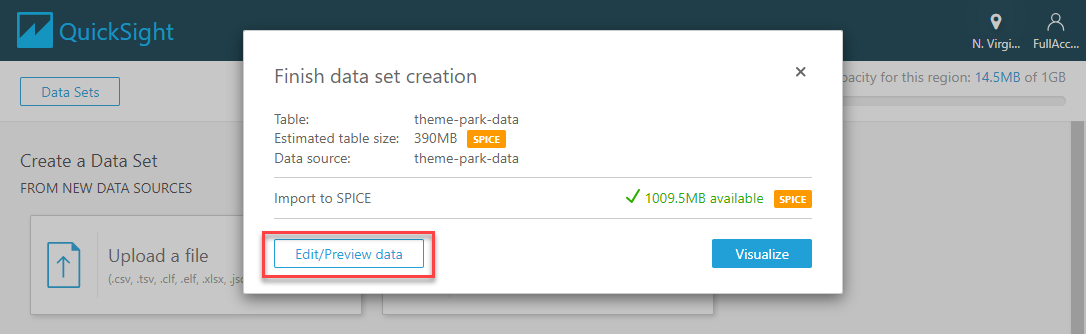 QuickSight
N. Virgi...
FullAcc...
Data Sets
pacity for this region: 14.5MB of 1GB
Finish data set creation
Table: theme-park-data
Estimated table size: 390MB SPICE
Data source: theme-park-data
Import to SPICE 1009.5MB available SPICE
Edit/Preview data
Visualize
Create a Data Set
FROM NEW DATA SOURCES
Upload a file
(.csv, .tsv, .clf, .elf, .xlsx, .jso